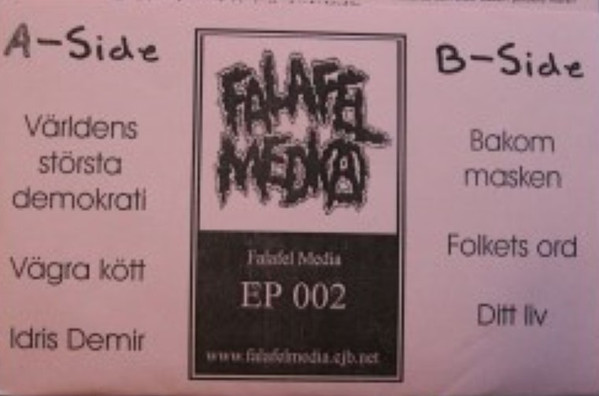 A-Side
Världens
största
demokrati
Vägra kött
Idris Demir
FALAFEL
MEDIA
Falafel Media
EP 002
www.falafelmedia.ejb.net
B-Side
Bakom
masken
Folkets ord
Ditt liv